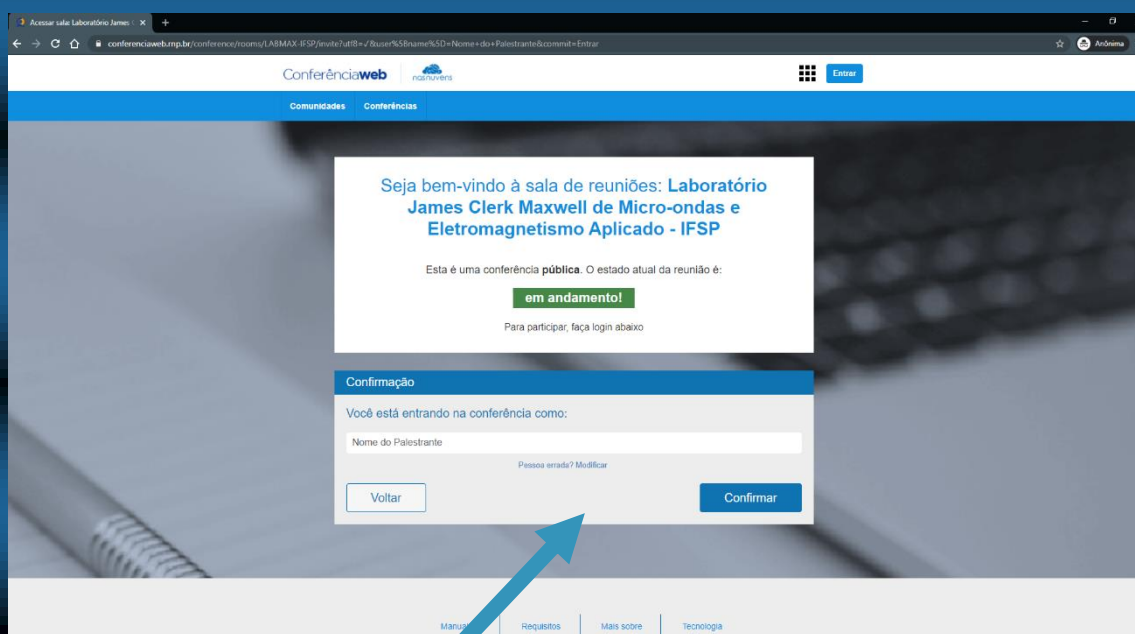 Acessar sala: Laboratório James C
conferenciaweb.rnp.br/conference/rooms/LABMAX-IFSP/invite?utf8=✓&user%5Bname%5D=Nome+do+Palestrante&commit=Entrar
Anônima
Conferênciaweb
nasnuvens
Entrar
Comunidades Conferências
Seja bem-vindo à sala de reuniões: Laboratório
James Clerk Maxwell de Micro-ondas e
Eletromagnetismo Aplicado - IFSP
Esta é uma conferência pública. O estado atual da reunião é:
em andamento!
Para participar, faça login abaixo
Confirmação
Você está entrando na conferência como:
Nome do Palestrante
Pessoa errada? Modificar
Voltar Confirmar
Requisitos Mais sobre Tecnologia